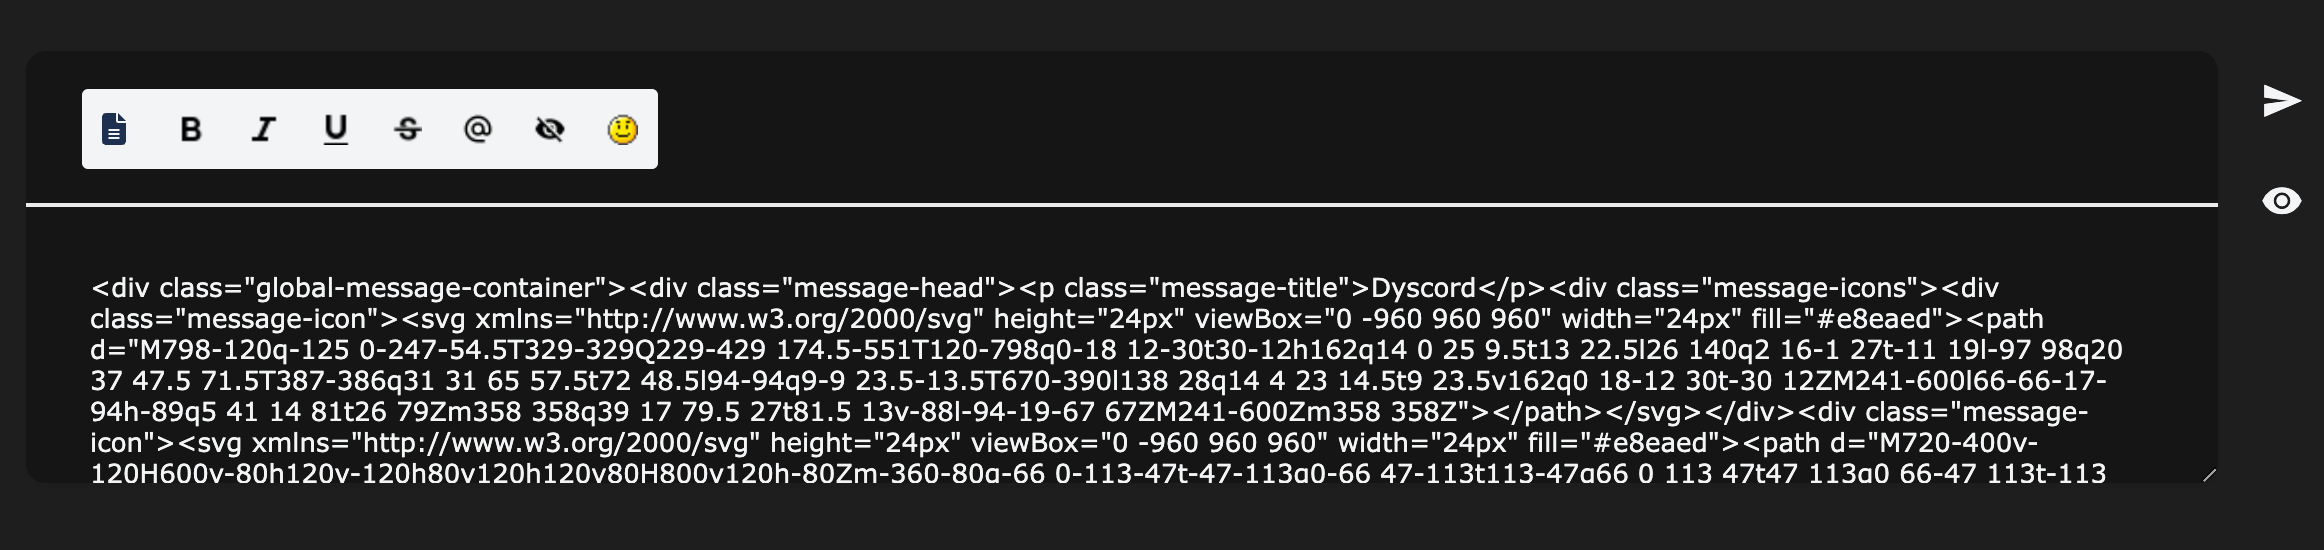 B I U S @
<div class="global-message-container"><div class="message-head"><p class="message-title">Dyscord</p><div class="message-icons"><div
class="message-icon"><svg xmlns="http://www.w3.org/2000/svg" height="24px" viewBox="0 -960 960 960" width="24px" fill="#e8eaed"><path
d="M798-120q-125 0-247-54.5T329-329Q229-429 174.5-551T120-798q0-18 12-30t30-12h162q14 0 25 9.5t13 22.5l26 140q2 16-1 27t-11 19l-97 98q20
37 47.5 71.5T387-386q31 31 65 57.5t72 48.5l94-94q9-9 23.5-13.5T670-390l138 28q14 4 23 14.5t9 23.5v162q0 18-12 30t-30 12ZM241-600l66-66-17-
94h-89q5 41 14 81t26 79Zm358 358q39 17 79.5 27t81.5 13v-88l-94-19-67 67ZM241-600Zm358 358Z"></path></svg></div><div class="message-
icon"><svg xmlns="http://www.w3.org/2000/svg" height="24px" viewBox="0 -960 960 960" width="24px" fill="#e8eaed"><path d="M720-400v-
120H600v-80h120v-120h80v120h120v80H800v120h-80Zm-360-80q-66 0-113-47t-47-113q0-66 47-113t113-47q66 0 113 47t47 113q0 66-47 113t-113